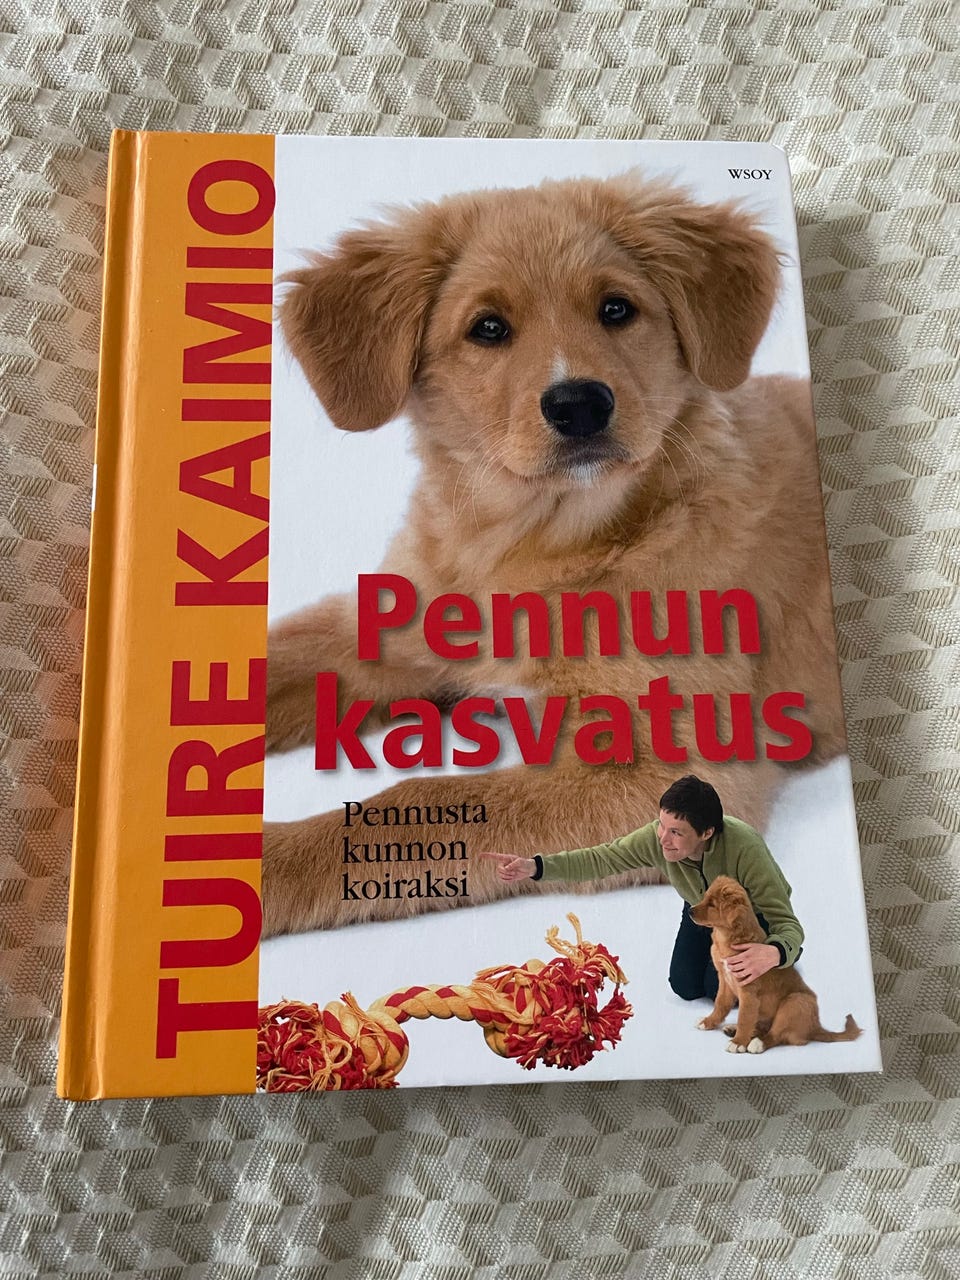 TUIRE KAIMIO
WSOY
Pennun
kasvatus
Pennusta
kunnon
koiraksi